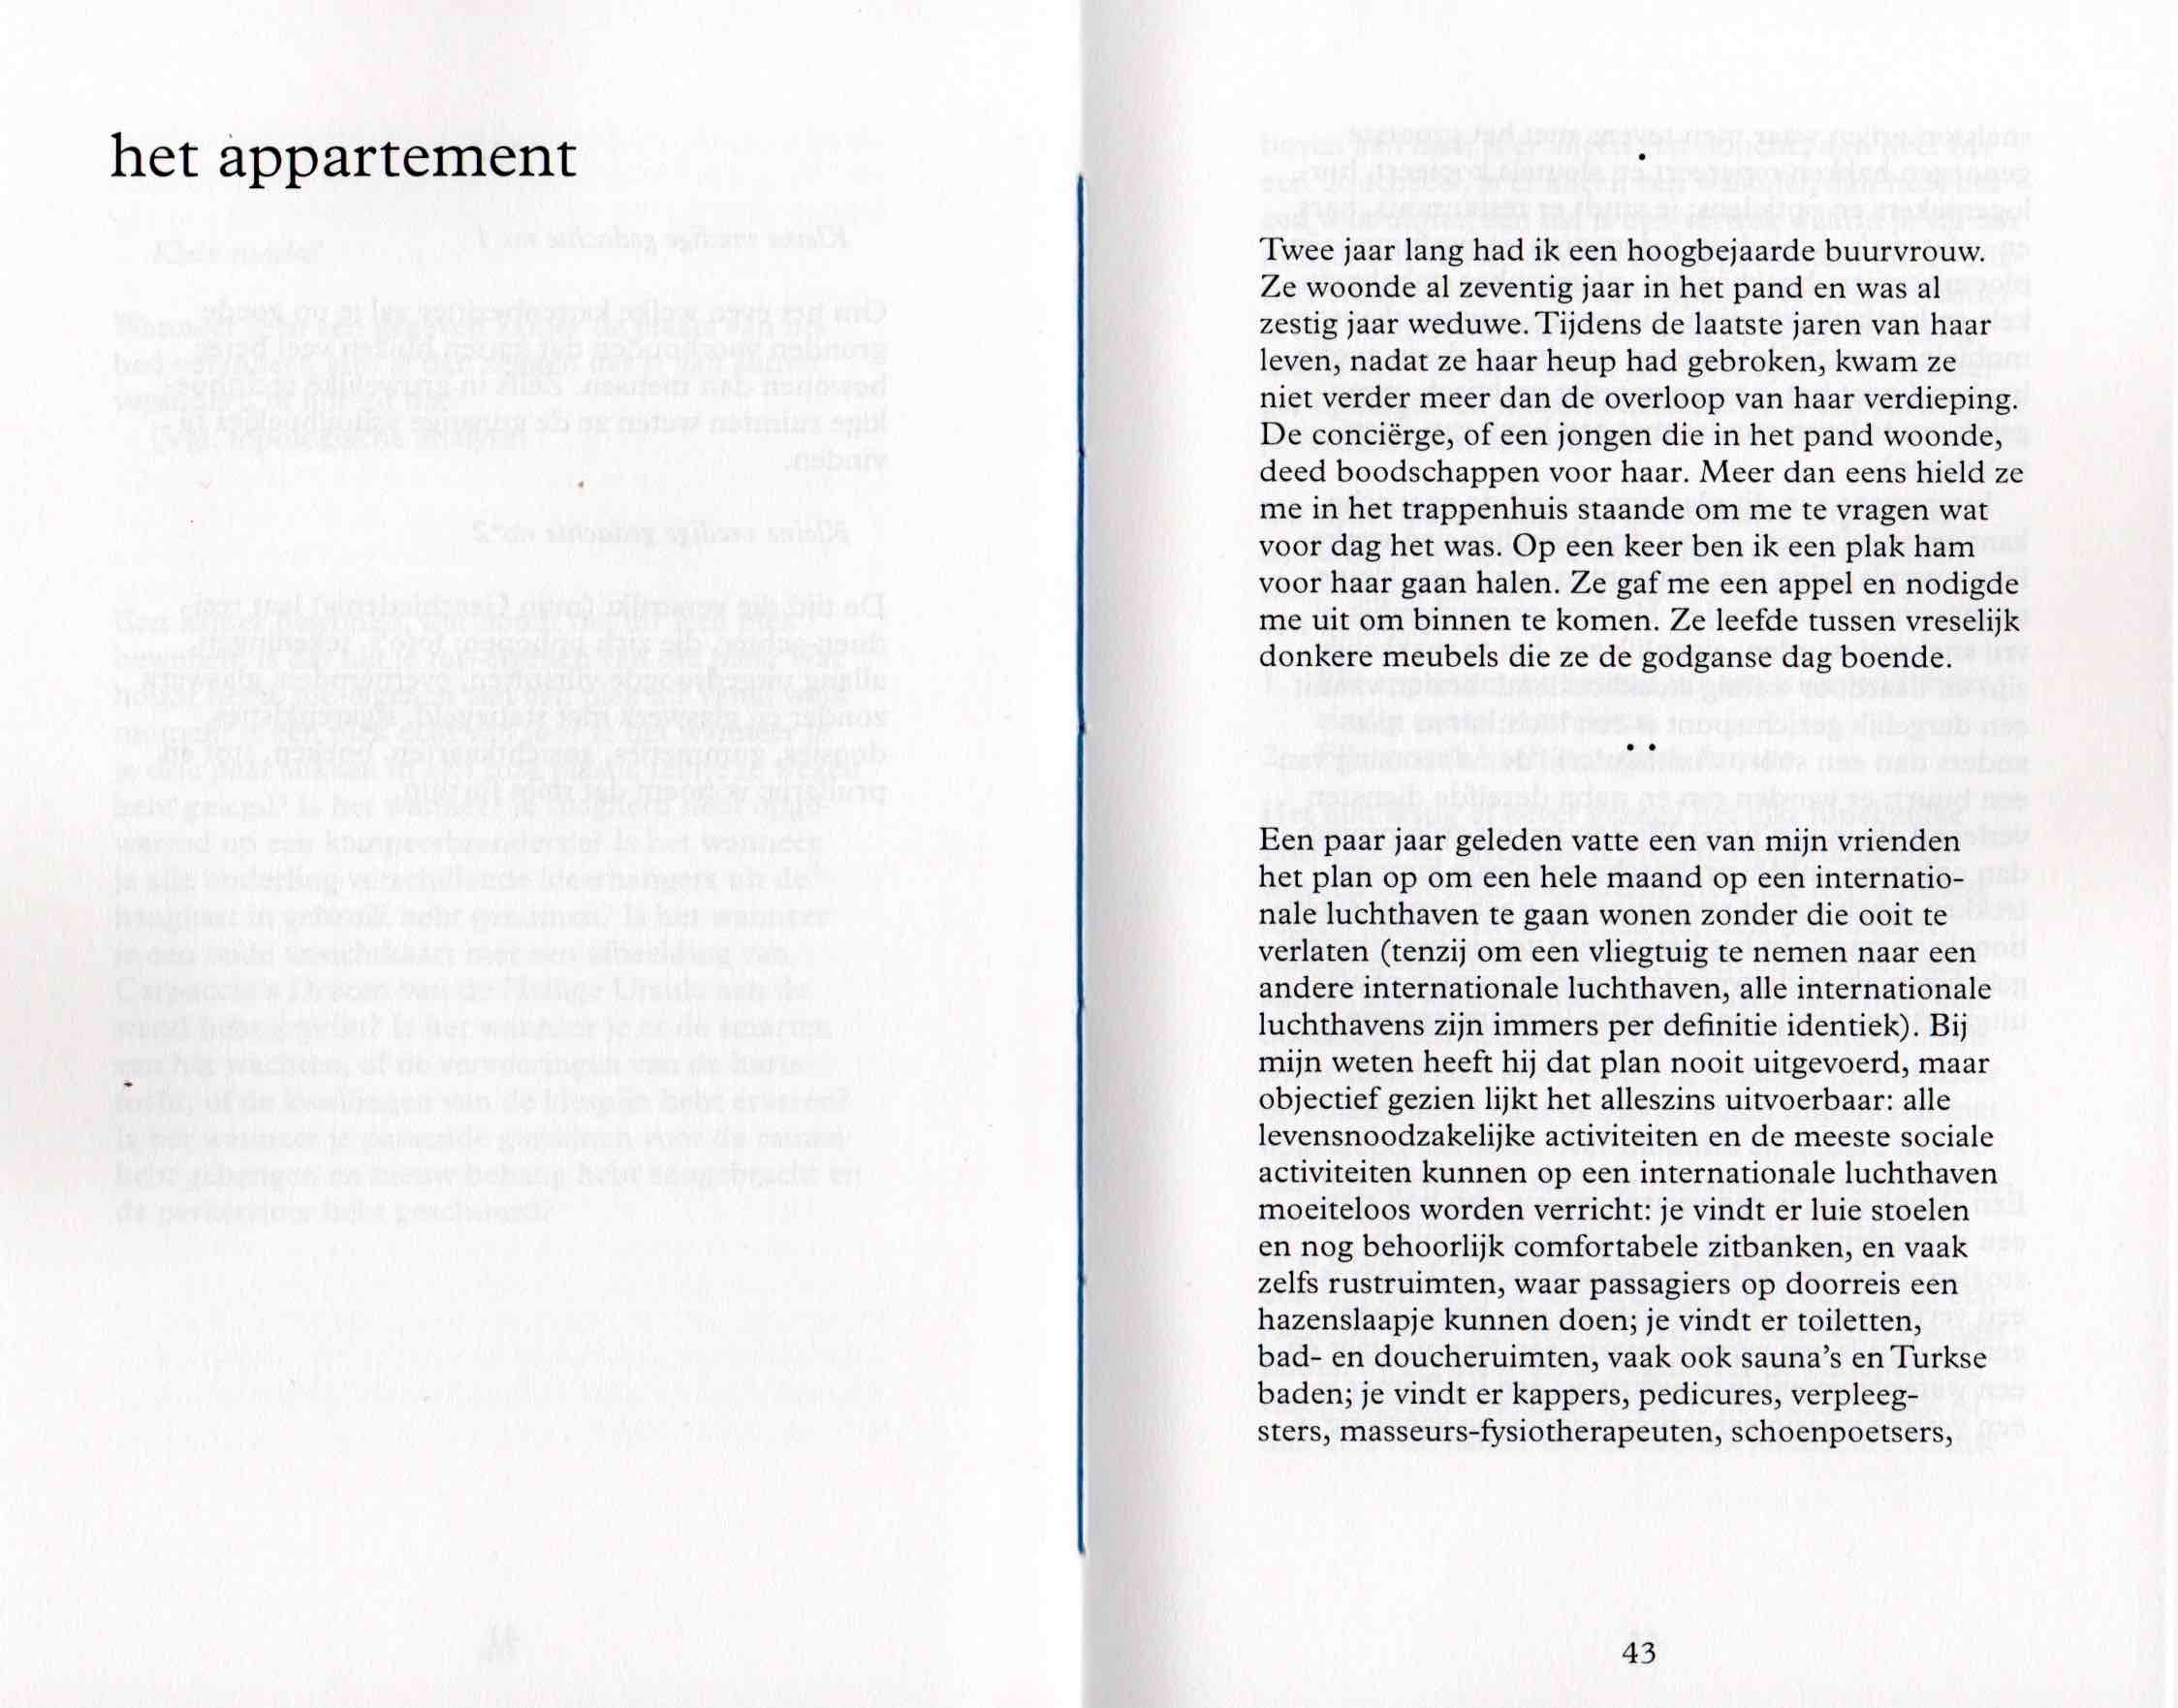 het appartement
.
Twee jaar lang had ik een hoogbejaarde buurvrouw.
Ze woonde al zeventig jaar in het pand en was al
zestig jaar weduwe. Tijdens de laatste jaren van haar
leven, nadat ze haar heup had gebroken, kwam ze
niet verder meer dan de overloop van haar verdieping.
De conciërge, of een jongen die in het pand woonde,
deed boodschappen voor haar. Meer dan eens hield ze
me in het trappenhuis staande om me te vragen wat
voor dag het was. Op een keer ben ik een plak ham
voor haar gaan halen. Ze gaf me een appel en nodigde
me uit om binnen te komen. Ze leefde tussen vreselijk
donkere meubels die ze de godganse dag boende.
. .
Een paar jaar geleden vatte een van mijn vrienden
het plan op om een hele maand op een internatio-
nale luchthaven te gaan wonen zonder die ooit te
verlaten (tenzij om een vliegtuig te nemen naar een
andere internationale luchthaven, alle internationale
luchthavens zijn immers per definitie identiek). Bij
mijn weten heeft hij dat plan nooit uitgevoerd, maar
objectief gezien lijkt het alleszins uitvoerbaar: alle
levensnoodzakelijke activiteiten en de meeste sociale
activiteiten kunnen op een internationale luchthaven
moeiteloos worden verricht: je vindt er luie stoelen
en nog behoorlijk comfortabele zitbanken, en vaak
zelfs rustruimten, waar passagiers op doorreis een
hazenslaapje kunnen doen; je vindt er toiletten,
bad- en doucheruimten, vaak ook sauna's en Turkse
baden; je vindt er kappers, pedicures, verpleeg-
sters, masseurs-fysiotherapeuten, schoenpoetsers,
43